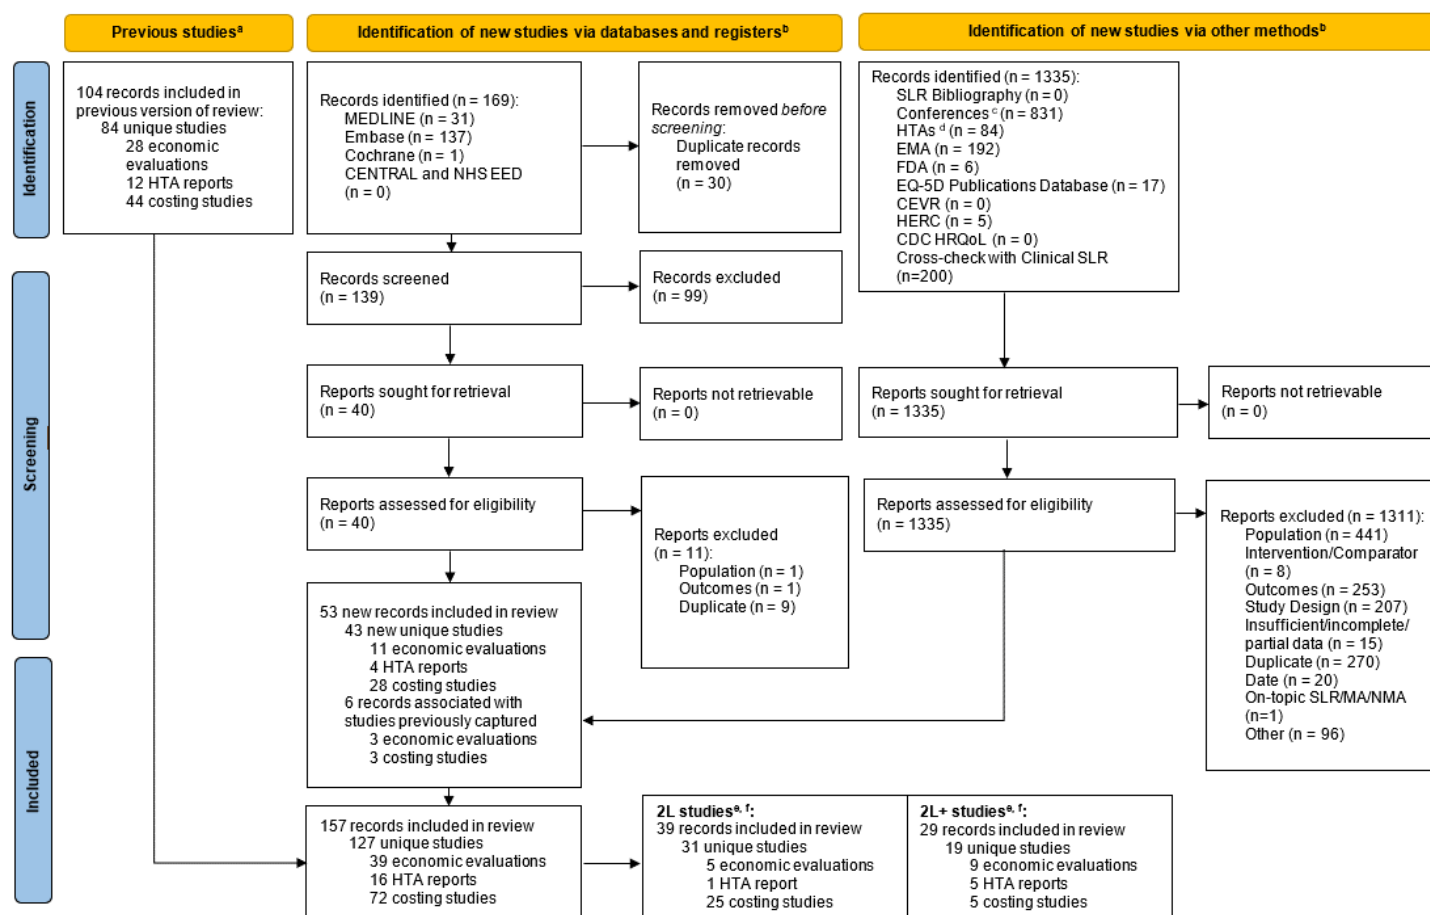 Previous studiesᵃ
Identification of new studies via databases and registersᵇ
Identification of new studies via other methodsᵇ
Identification
104 records included in
previous version of review:
84 unique studies
28 economic
evaluations
12 HTA reports
44 costing studies
Records identified (n = 169):
MEDLINE (n = 31)
Embase (n = 137)
Cochrane (n = 1)
CENTRAL and NHS EED
(n = 0)
Records removed before
screening:
Duplicate records
removed
(n = 30)
Records identified (n = 1335):
SLR Bibliography (n = 0)
Conferences ᶜ (n = 831)
HTAs ᵈ (n = 84)
EMA (n = 192)
FDA (n = 6)
EQ-5D Publications Database (n = 17)
CEVR (n = 0)
HERC (n = 5)
CDC HRQoL (n = 0)
Cross-check with Clinical SLR
(n=200)
Screening
Records screened
(n = 139)
Records excluded
(n = 99)
Reports sought for retrieval
(n = 40)
Reports not retrievable
(n = 0)
Reports sought for retrieval
(n = 1335)
Reports not retrievable
(n = 0)
Reports assessed for eligibility
(n = 40)
Reports excluded
(n = 11):
Population (n = 1)
Outcomes (n = 1)
Duplicate (n = 9)
Reports assessed for eligibility
(n = 1335)
Reports excluded (n = 1311):
Population (n = 441)
Intervention/Comparator
(n = 8)
Outcomes (n = 253)
Study Design (n = 207)
Insufficient/incomplete/
partial data (n = 15)
Duplicate (n = 270)
Date (n = 20)
On-topic SLR/MA/NMA
(n=1)
Other (n = 96)
Included
53 new records included in review
43 new unique studies
11 economic evaluations
4 HTA reports
28 costing studies
6 records associated with
studies previously captured
3 economic evaluations
3 costing studies
157 records included in review
127 unique studies
39 economic evaluations
16 HTA reports
72 costing studies
2L studiesᵉ, ᶠ:
39 records included in review
31 unique studies
5 economic evaluations
1 HTA report
25 costing studies
2L+ studiesᵉ, ᶠ:
29 records included in review
19 unique studies
9 economic evaluations
5 HTA reports
5 costing studies